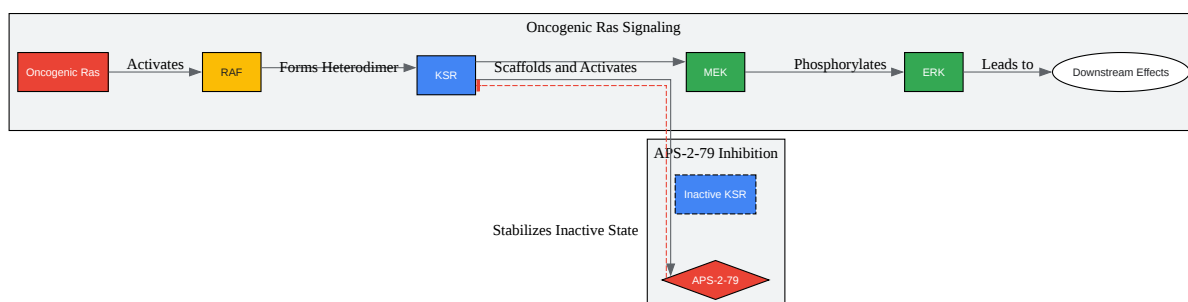 Oncogenic Ras Signaling
Oncogenic Ras
Activates
RAF
Forms Heterodimer
KSR
Scaffolds and Activates
MEK
Phosphorylates
ERK
Leads to
Downstream Effects
APS-2-79 Inhibition
Inactive KSR
Stabilizes Inactive State
APS-2-79